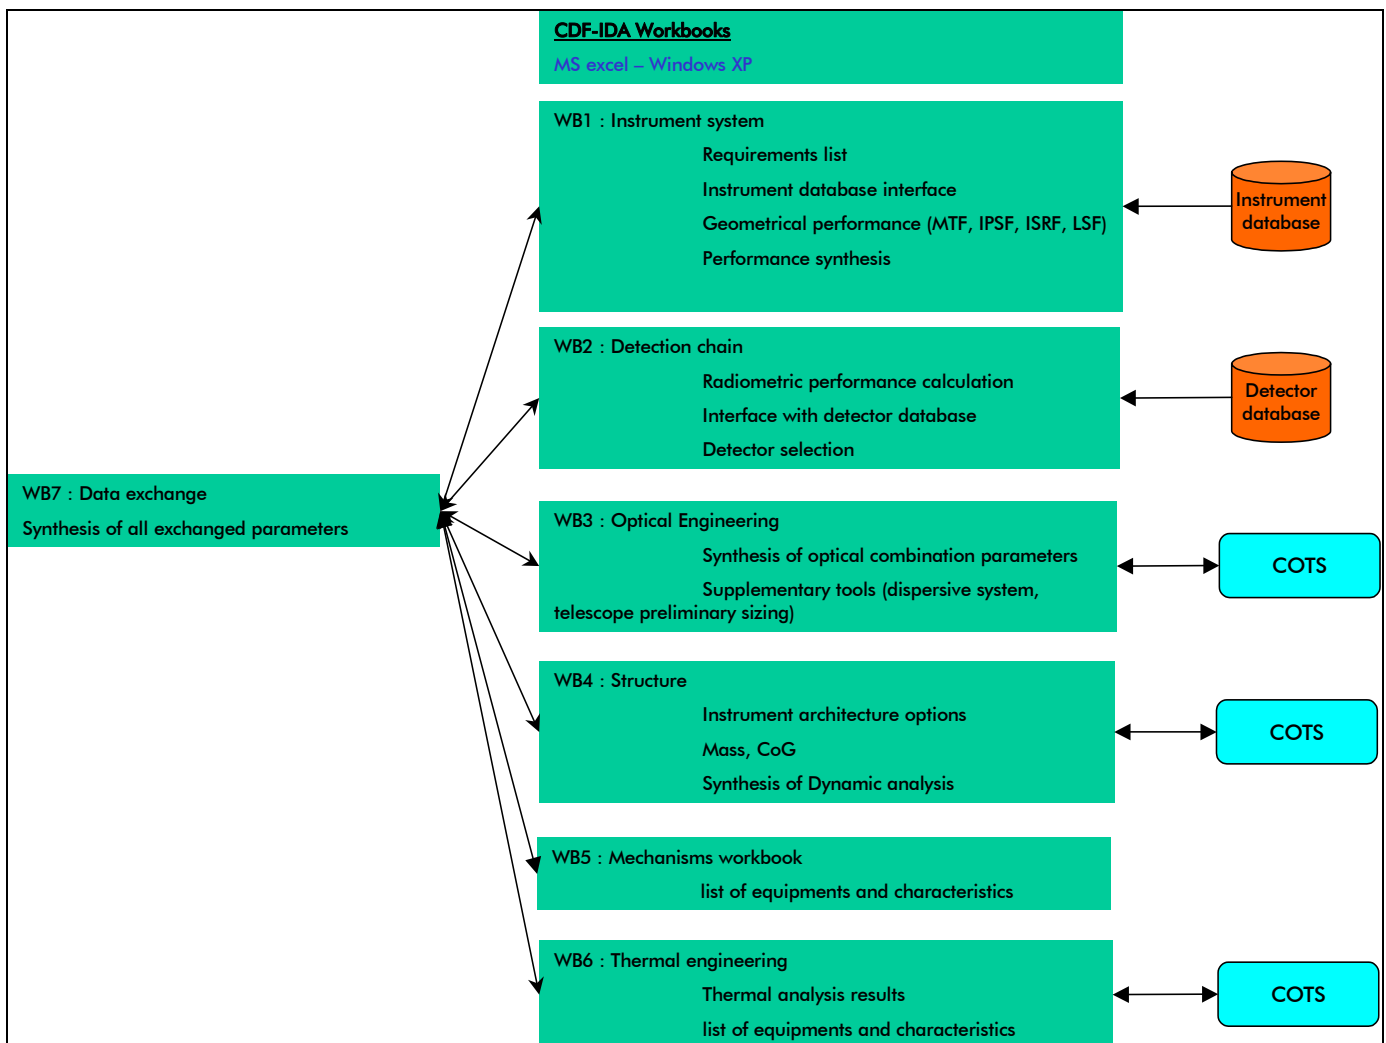 CDF-IDA Workbooks
MS excel – Windows XP
WB1 : Instrument system
Requirements list
Instrument database interface
Geometrical performance (MTF, IPSF, ISRF, LSF)
Performance synthesis
Instrument
database
WB2 : Detection chain
Radiometric performance calculation
Interface with detector database
Detector selection
Detector
database
WB7 : Data exchange
Synthesis of all exchanged parameters
WB3 : Optical Engineering
Synthesis of optical combination parameters
Supplementary tools (dispersive system,
telescope preliminary sizing)
COTS
WB4 : Structure
Instrument architecture options
Mass, CoG
Synthesis of Dynamic analysis
COTS
WB5 : Mechanisms workbook
list of equipments and characteristics
WB6 : Thermal engineering
Thermal analysis results
list of equipments and characteristics
COTS